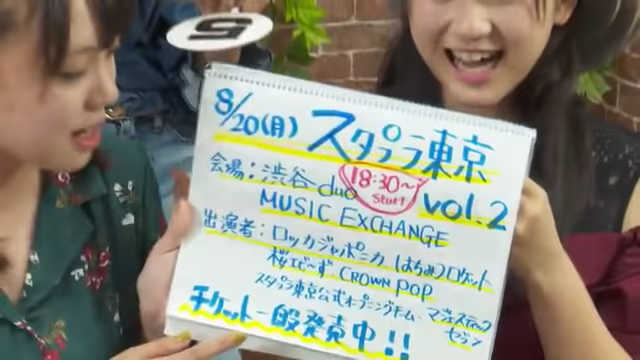 8/20(月) スタプラ東京
会場:渋谷duo 18:30〜 start vol.2
MUSIC EXCHANGE
出演者:ロッカジャポニカ はちみつロケット
桜エビ〜ず CROWN POP
スタプラ東京公式オープニングチーム・マジェスティックセブン
チケット一般発売中!!